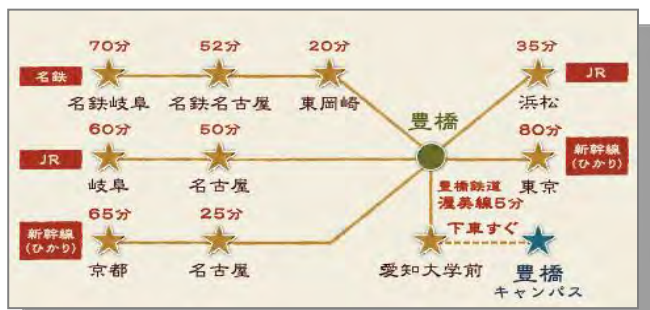 70分 52分 20分 35分
名鉄 JR
名鉄岐阜 名鉄名古屋 東岡崎 浜松
豊橋
60分 50分 80分
JR 新幹線
(ひかり)
岐阜 名古屋 東京
豊橋鉄道
渥美線5分
65分 25分 下車すぐ
新幹線
(ひかり)
京都 名古屋 愛知大学前 豊橋
キャンパス